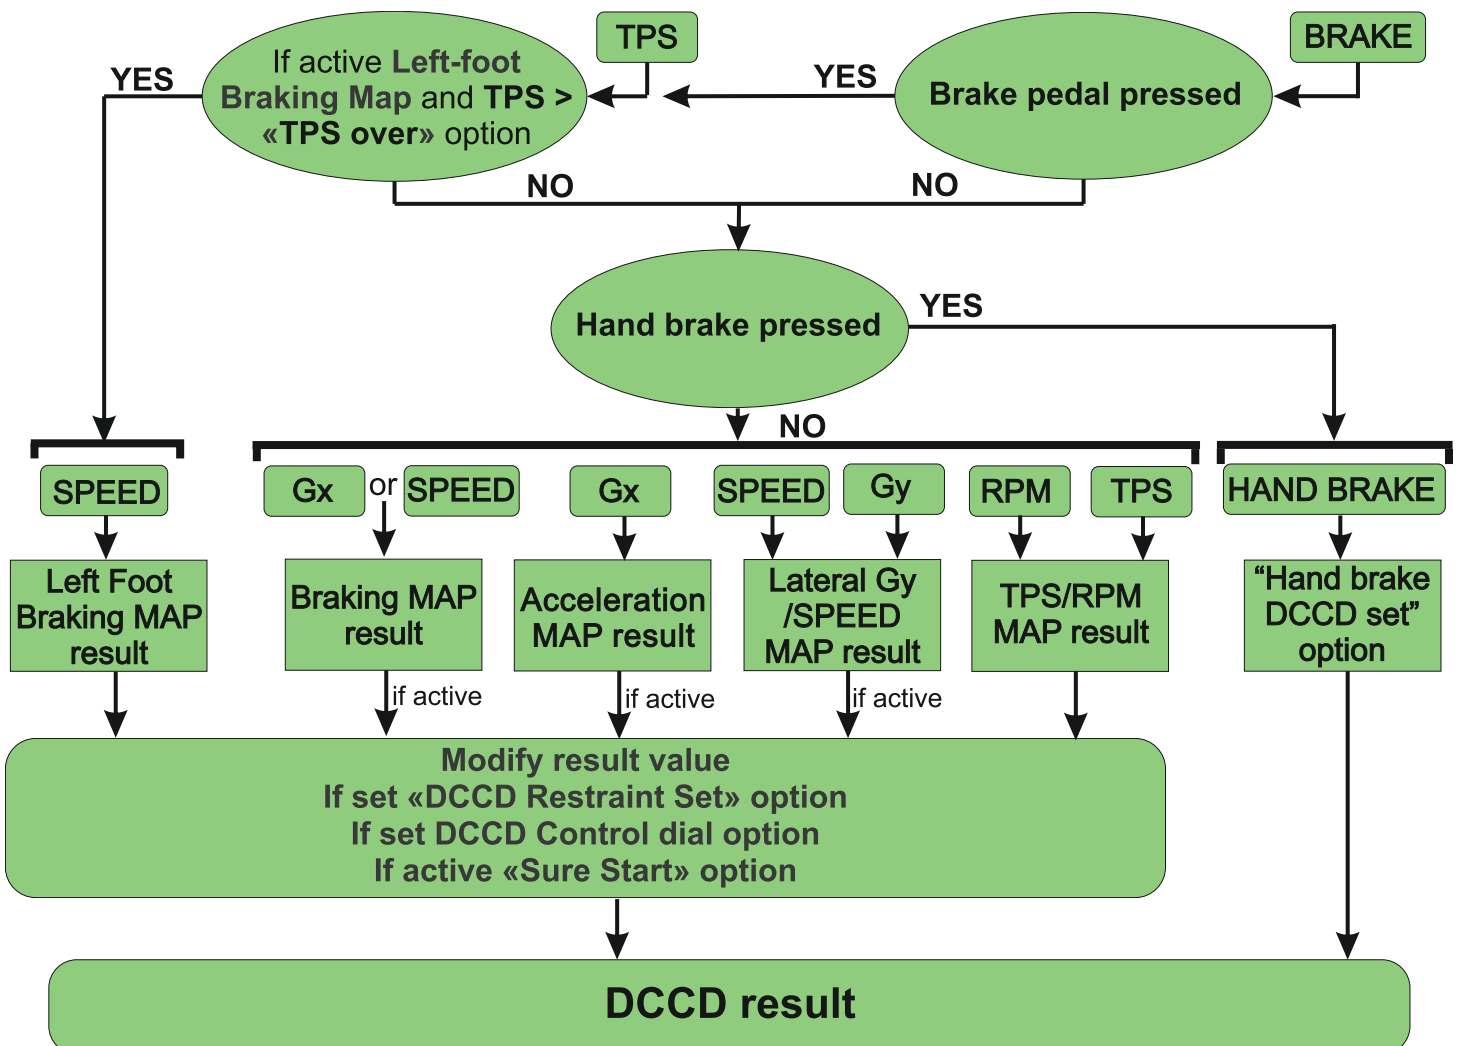 TPS
BRAKE
If active Left-foot
Braking Map and TPS >
«TPS over» option
YES
YES
Brake pedal pressed
NO
NO
Hand brake pressed
YES
NO
SPEED
Gx or SPEED
Gx
SPEED
Gy
RPM
TPS
HAND BRAKE
Left Foot
Braking MAP
result
Braking MAP
result
Acceleration
MAP result
Lateral Gy
/SPEED
MAP result
TPS/RPM
MAP result
“Hand brake
DCCD set”
option
if active
if active
if active
Modify result value
If set «DCCD Restraint Set» option
If set DCCD Control dial option
If active «Sure Start» option
DCCD result